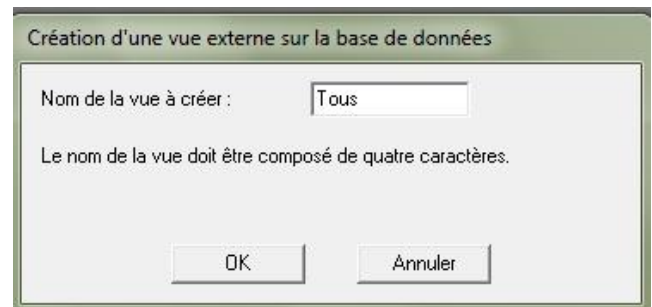 Création d'une vue externe sur la base de données
Nom de la vue à créer : Tous
Le nom de la vue doit être composé de quatre caractères.
OK Annuler